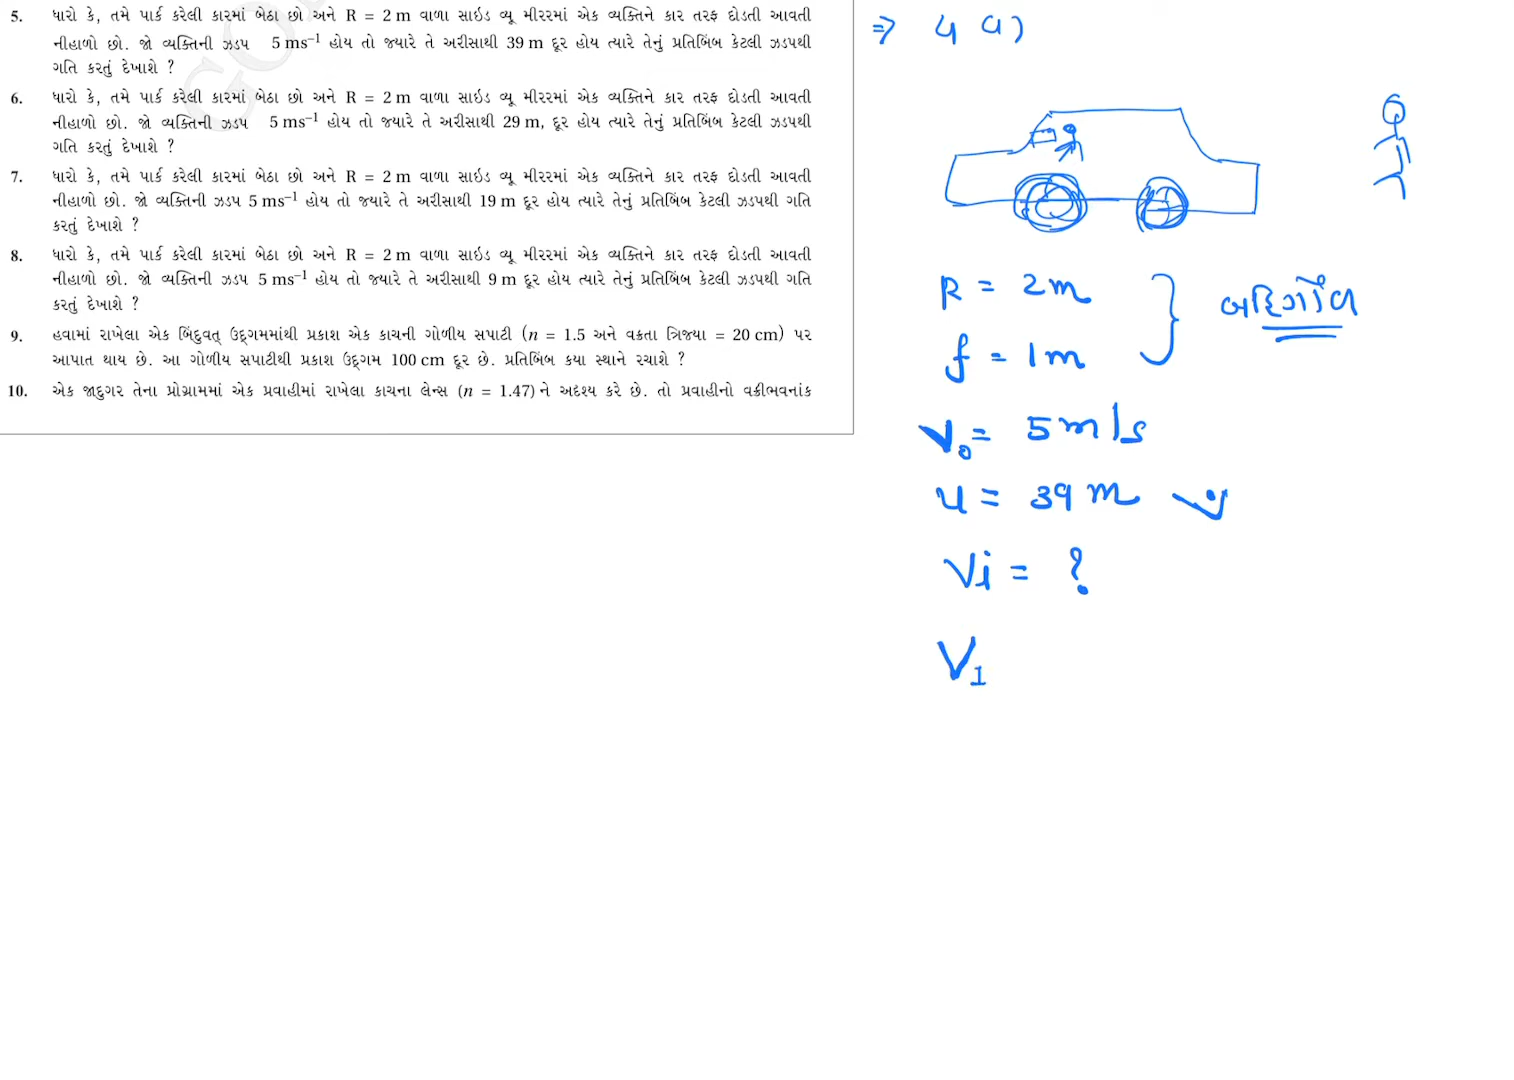 5. ધારો કે, તમે પાર્ક કરેલી કારમાં બેઠા છો અને R = 2 m વાળા સાઇડ વ્યૂ મીરરમાં એક વ્યક્તિને કાર તરફ દોડતી આવતી
નીહાળો છો. જો વ્યક્તિની ઝડપ 5 ms⁻¹ હોય તો જ્યારે તે અરીસાથી 39 m દૂર હોય ત્યારે તેનું પ્રતિબિંબ કેટલી ઝડપથી
ગતિ કરતું દેખાશે ?
6. ધારો કે, તમે પાર્ક કરેલી કારમાં બેઠા છો અને R = 2 m વાળા સાઇડ વ્યૂ મીરરમાં એક વ્યક્તિને કાર તરફ દોડતી આવતી
નીહાળો છો. જો વ્યક્તિની ઝડપ 5 ms⁻¹ હોય તો જ્યારે તે અરીસાથી 29 m, દૂર હોય ત્યારે તેનું પ્રતિબિંબ કેટલી ઝડપથી
ગતિ કરતું દેખાશે ?
7. ધારો કે, તમે પાર્ક કરેલી કારમાં બેઠા છો અને R = 2 m વાળા સાઇડ વ્યૂ મીરરમાં એક વ્યક્તિને કાર તરફ દોડતી આવતી
નીહાળો છો. જો વ્યક્તિની ઝડપ 5 ms⁻¹ હોય તો જ્યારે તે અરીસાથી 19 m દૂર હોય ત્યારે તેનું પ્રતિબિંબ કેટલી ઝડપથી ગતિ
કરતું દેખાશે ?
8. ધારો કે, તમે પાર્ક કરેલી કારમાં બેઠા છો અને R = 2 m વાળા સાઇડ વ્યૂ મીરરમાં એક વ્યક્તિને કાર તરફ દોડતી આવતી
નીહાળો છો. જો વ્યક્તિની ઝડપ 5 ms⁻¹ હોય તો જ્યારે તે અરીસાથી 9 m દૂર હોય ત્યારે તેનું પ્રતિબિંબ કેટલી ઝડપથી ગતિ
કરતું દેખાશે ?
9. હવામાં રાખેલા એક બિંદુવત્ ઉદ્ગમમાંથી પ્રકાશ એક કાચની ગોળીય સપાટી (n = 1.5 અને વક્રતા ત્રિજ્યા = 20 cm) પર
આપાત થાય છે. આ ગોળીય સપાટીથી પ્રકાશ ઉદ્ગમ 100 cm દૂર છે. પ્રતિબિંબ કયા સ્થાને રચાશે ?
10. એક જાદુગર તેના પ્રોગ્રામમાં એક પ્રવાહીમાં રાખેલા કાચના લેન્સ (n = 1.47) ને અદૃશ્ય કરે છે. તો પ્રવાહીનો વક્રીભવનાંક
R = 2m
બહિર્ગોળ
f = 1m
V₀ = 5 m/s
u = 39 m
Vi = ?
V₁